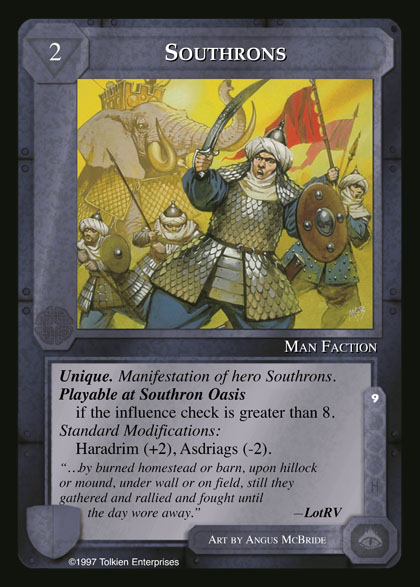 2
SOUTHRONS
MAN FACTION
Unique. Manifestation of hero Southrons.
Playable at Southron Oasis
if the influence check is greater than 8.
Standard Modifications:
Haradrim (+2), Asdriags (-2).
“…by burned homestead or barn, upon hillock
or mound, under wall or on field, still they
gathered and rallied and fought until
the day wore away.” –LotRV
9
H
ART BY ANGUS MCBRIDE
©1997 Tolkien Enterprises